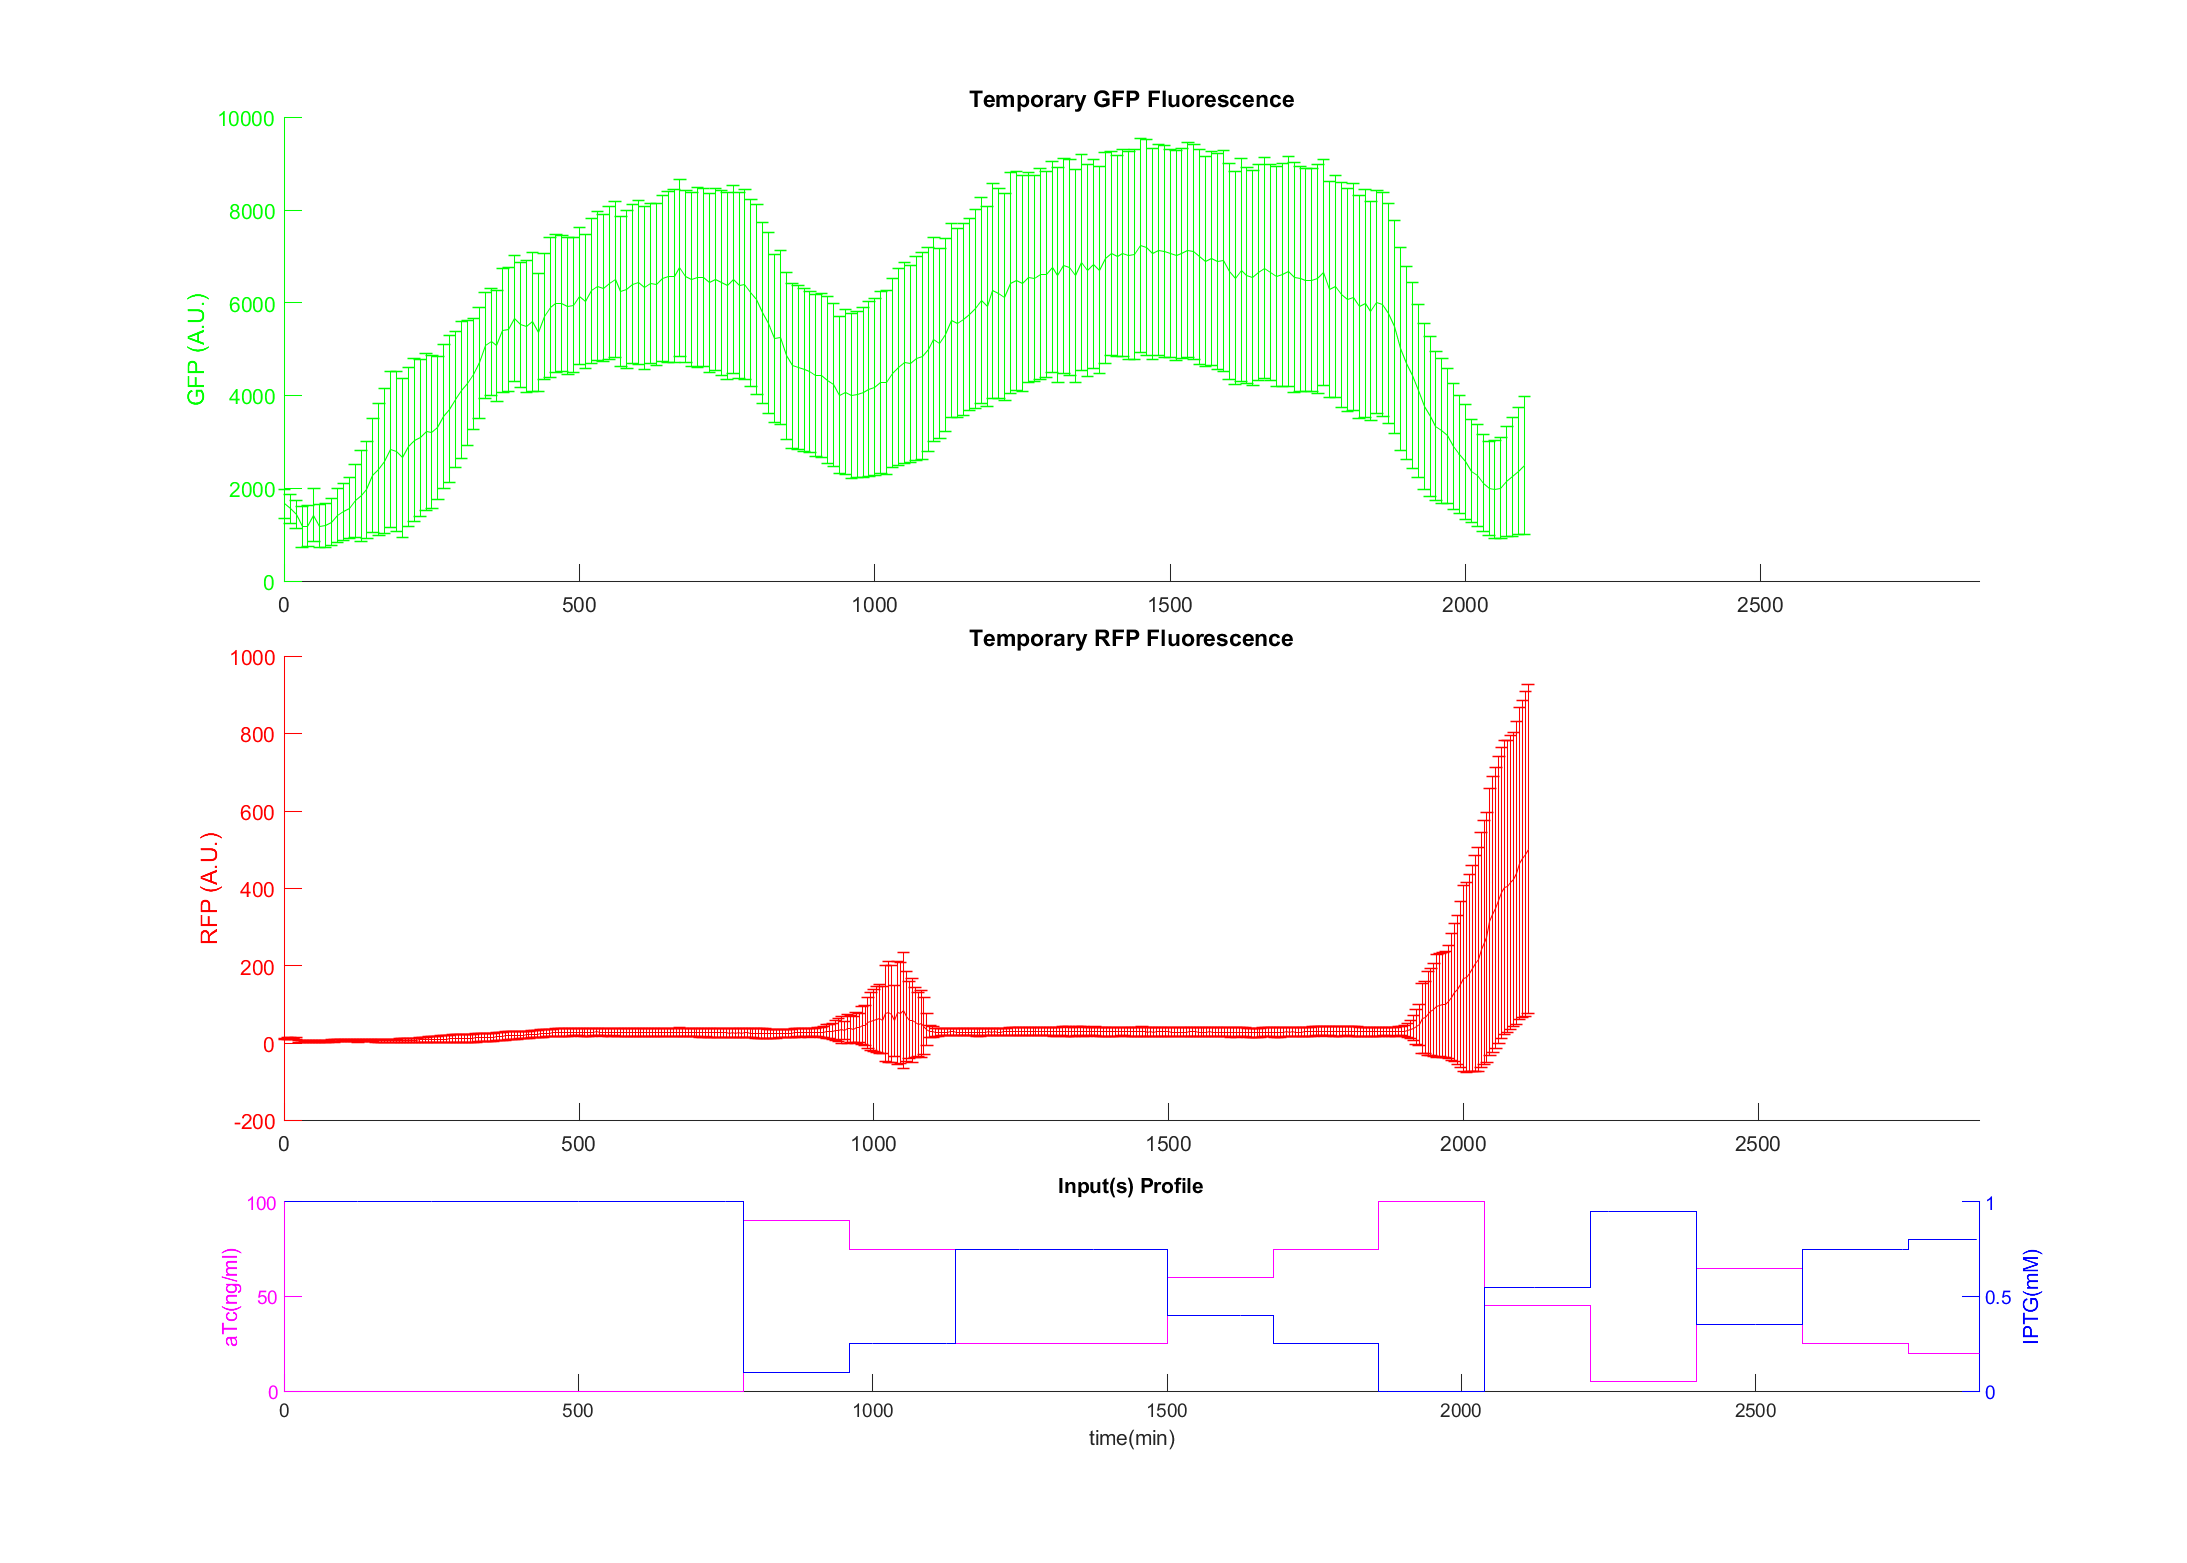 Temporary GFP Fluorescence
10000
8000
6000
4000
2000
0
GFP (A.U.)
0 500 1000 1500 2000 2500
Temporary RFP Fluorescence
1000
800
600
400
200
0
-200
RFP (A.U.)
0 500 1000 1500 2000 2500
Input(s) Profile
100
50
0
aTc(ng/ml)
1
0.5
0
IPTG(mM)
0 500 1000 1500 2000 2500
time(min)